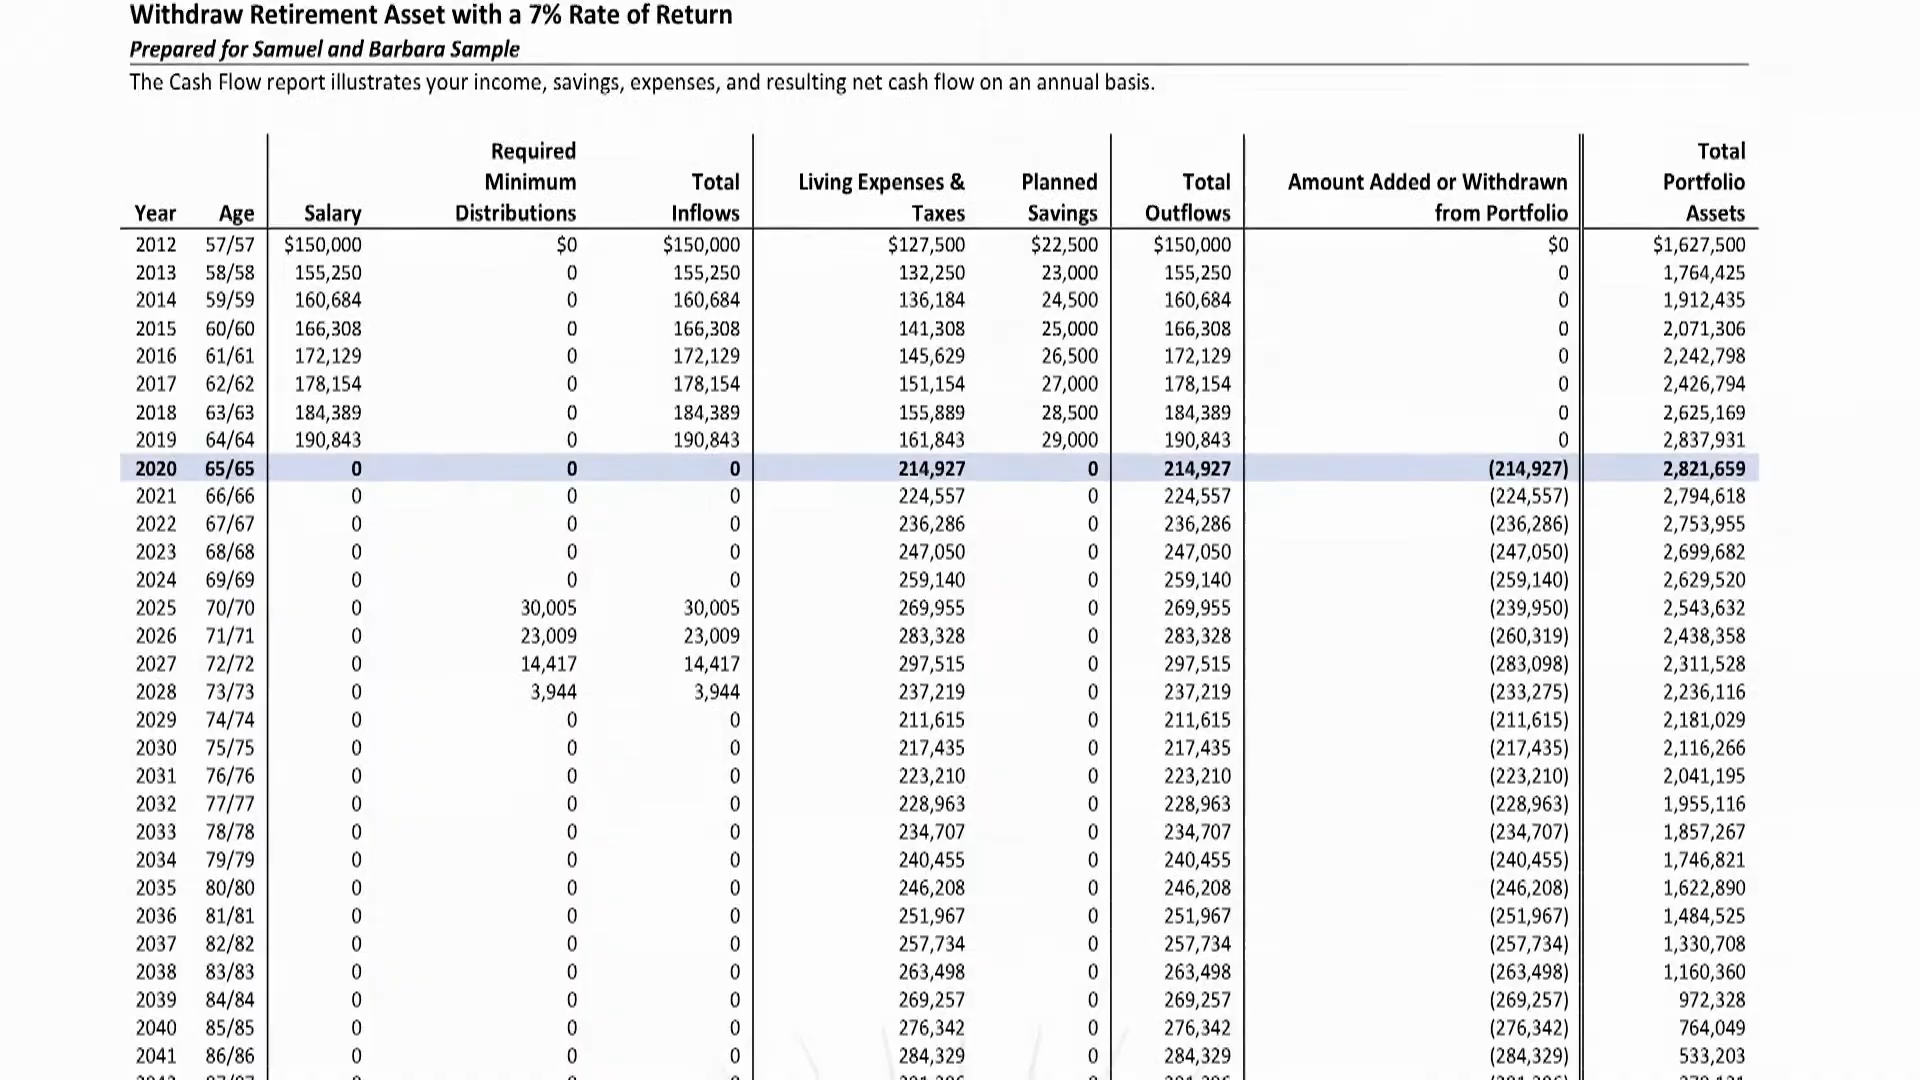 Withdraw Retirement Asset with a 7% Rate of Return
Prepared for Samuel and Barbara Sample
The Cash Flow report illustrates your income, savings, expenses, and resulting net cash flow on an annual basis.
Required Total
Minimum Total Living Expenses & Planned Total Amount Added or Withdrawn Portfolio
Year Age Salary Distributions Inflows Taxes Savings Outflows from Portfolio Assets
2012 57/57 $150,000 $0 $150,000 $127,500 $22,500 $150,000 $0 $1,627,500
2013 58/58 155,250 0 155,250 132,250 23,000 155,250 0 1,764,425
2014 59/59 160,684 0 160,684 136,184 24,500 160,684 0 1,912,435
2015 60/60 166,308 0 166,308 141,308 25,000 166,308 0 2,071,306
2016 61/61 172,129 0 172,129 145,629 26,500 172,129 0 2,242,798
2017 62/62 178,154 0 178,154 151,154 27,000 178,154 0 2,426,794
2018 63/63 184,389 0 184,389 155,889 28,500 184,389 0 2,625,169
2019 64/64 190,843 0 190,843 161,843 29,000 190,843 0 2,837,931
2020 65/65 0 0 0 214,927 0 214,927 (214,927) 2,821,659
2021 66/66 0 0 0 224,557 0 224,557 (224,557) 2,794,618
2022 67/67 0 0 0 236,286 0 236,286 (236,286) 2,753,955
2023 68/68 0 0 0 247,050 0 247,050 (247,050) 2,699,682
2024 69/69 0 0 0 259,140 0 259,140 (259,140) 2,629,520
2025 70/70 0 30,005 30,005 269,955 0 269,955 (239,950) 2,543,632
2026 71/71 0 23,009 23,009 283,328 0 283,328 (260,319) 2,438,358
2027 72/72 0 14,417 14,417 297,515 0 297,515 (283,098) 2,311,528
2028 73/73 0 3,944 3,944 237,219 0 237,219 (233,275) 2,236,116
2029 74/74 0 0 0 211,615 0 211,615 (211,615) 2,181,029
2030 75/75 0 0 0 217,435 0 217,435 (217,435) 2,116,266
2031 76/76 0 0 0 223,210 0 223,210 (223,210) 2,041,195
2032 77/77 0 0 0 228,963 0 228,963 (228,963) 1,955,116
2033 78/78 0 0 0 234,707 0 234,707 (234,707) 1,857,267
2034 79/79 0 0 0 240,455 0 240,455 (240,455) 1,746,821
2035 80/80 0 0 0 246,208 0 246,208 (246,208) 1,622,890
2036 81/81 0 0 0 251,967 0 251,967 (251,967) 1,484,525
2037 82/82 0 0 0 257,734 0 257,734 (257,734) 1,330,708
2038 83/83 0 0 0 263,498 0 263,498 (263,498) 1,160,360
2039 84/84 0 0 0 269,257 0 269,257 (269,257) 972,328
2040 85/85 0 0 0 276,342 0 276,342 (276,342) 764,049
2041 86/86 0 0 0 284,329 0 284,329 (284,329) 533,203